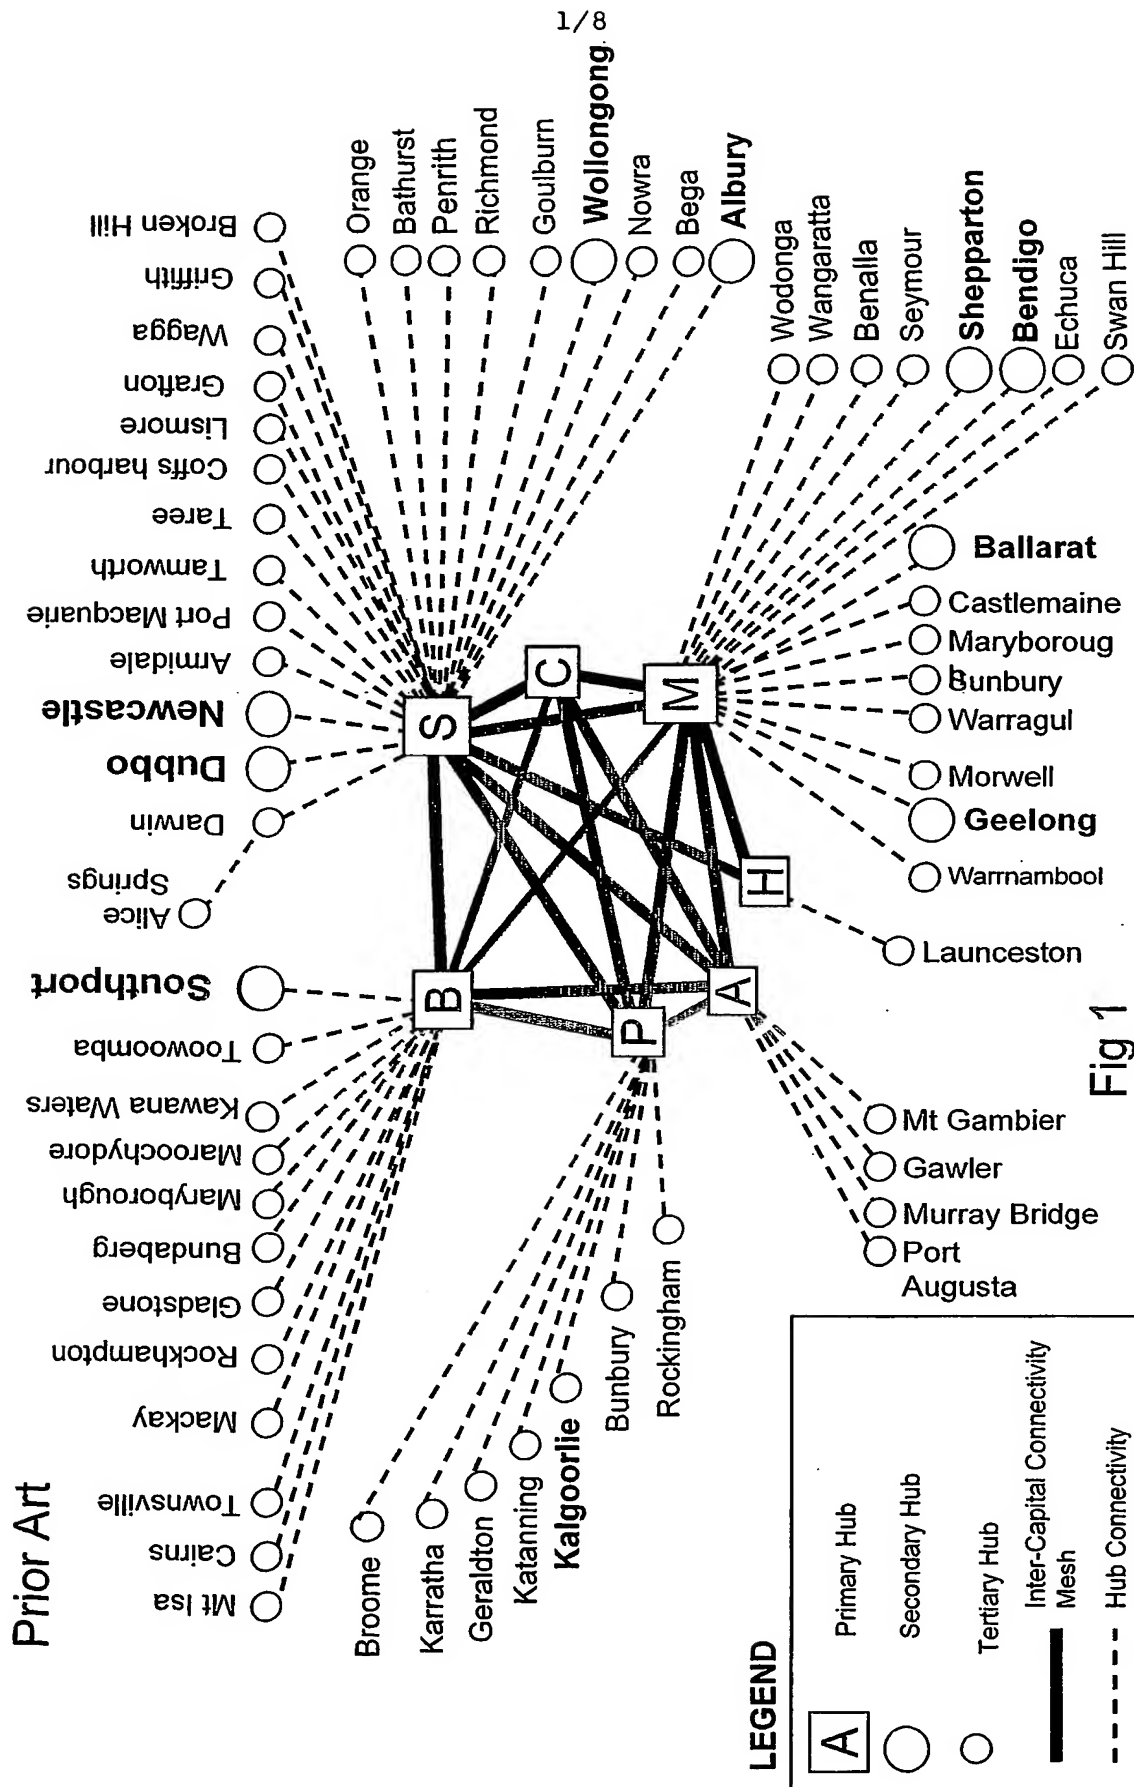 1/8
Prior Art
Mt Isa
Cairns
Townsville
Mackay
Rockhampton
Gladstone
Bundaberg
Maryborough
Maroochydore
Kawana Waters
Toowoomba
Southport
Alice
Springs
Darwin
Dubbo
Newcastle
Armidale
Port Macquarie
Tamworth
Taree
Coffs harbour
Lismore
Grafton
Wagga
Griffith
Broken Hill
Orange
Bathurst
Penrith
Richmond
Goulburn
Wollongong
Nowra
Bega
Albury
Wodonga
Wangaratta
Benalla
Seymour
Shepparton
Bendigo
Echuca
Swan Hill
Ballarat
Castlemaine
Maryboroug
h
Sunbury
Warragul
Morwell
Geelong
Warrnambool
Launceston
B
S
C
M
H
A
P
Broome
Karratha
Geraldton
Katanning
Kalgoorlie
Bunbury
Rockingham
Mt Gambier
Gawler
Murray Bridge
Port
Augusta
LEGEND
A
Primary Hub
Secondary Hub
Tertiary Hub
Inter-Capital Connectivity
Mesh
Hub Connectivity
Fig 1